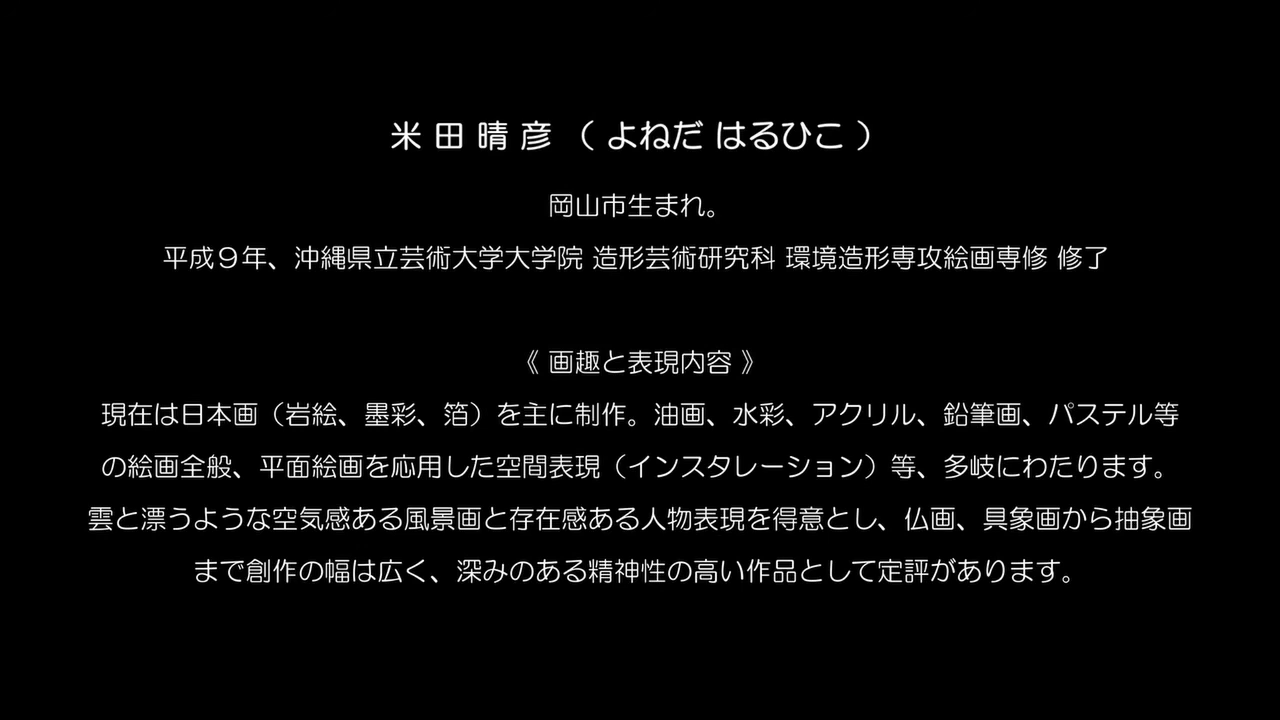 米田晴彦（よねだ はるひこ）
岡山市生まれ。
平成９年、沖縄県立芸術大学大学院 造形芸術研究科 環境造形専攻絵画専修 修了
《 画趣と表現内容 》
現在は日本画（岩絵、墨彩、箔）を主に制作。油画、水彩、アクリル、鉛筆画、パステル等
の絵画全般、平面絵画を応用した空間表現（インスタレーション）等、多岐にわたります。
雲と漂うような空気感ある風景画と存在感ある人物表現を得意とし、仏画、具象画から抽象画
まで創作の幅は広く、深みのある精神性の高い作品として定評があります。